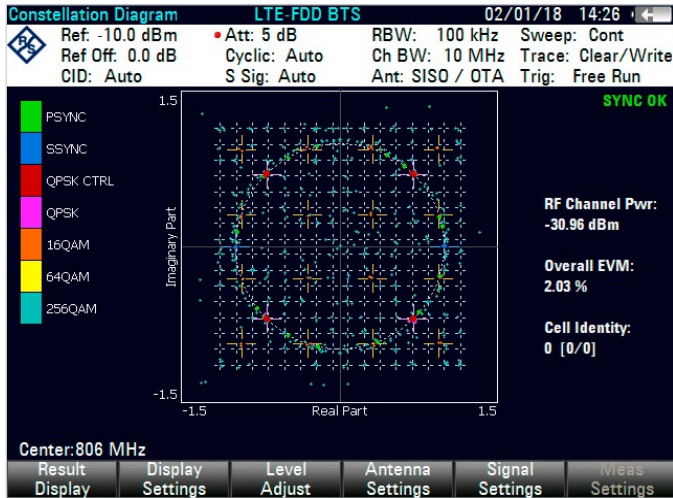 Constellation Diagram LTE-FDD BTS 02/01/18 14:26
Ref: -10.0 dBm Att: 5 dB RBW: 100 kHz Sweep: Cont
Ref Off: 0.0 dB Cyclic: Auto Ch BW: 10 MHz Trace: Clear/Write
CID: Auto S Sig: Auto Ant: SISO / OTA Trig: Free Run
SYNC OK
1.5
PSYNC
SSYNC
QPSK CTRL
QPSK
16QAM
64QAM
256QAM
Imaginary Part
-1.5
-1.5 Real Part 1.5
RF Channel Pwr:
-30.96 dBm
Overall EVM:
2.03 %
Cell Identity:
0 [0/0]
Center:806 MHz
Result Display
Display Settings
Level Adjust
Antenna Settings
Signal Settings
Meas Settings